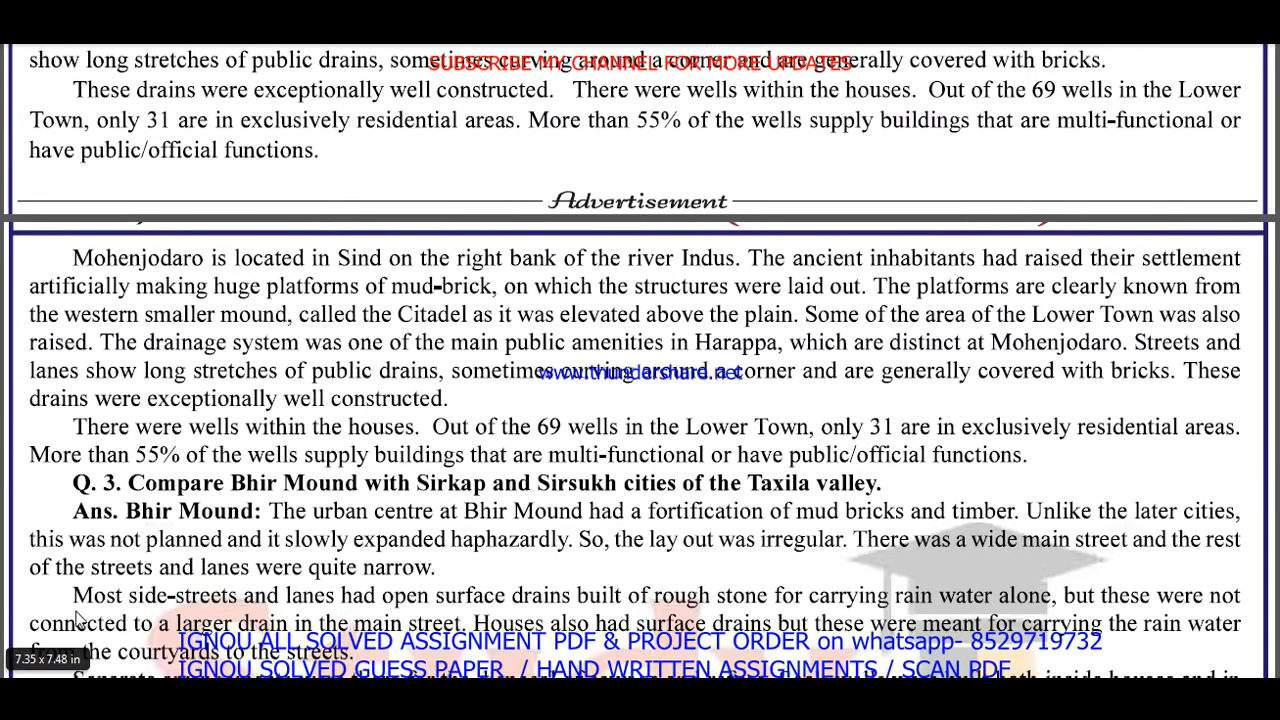 show long stretches of public drains, sometimes curving around a corner and are generally covered with bricks.
SUBSCRIBE MY CHANNEL FOR MORE UPDATES
These drains were exceptionally well constructed. There were wells within the houses. Out of the 69 wells in the Lower
Town, only 31 are in exclusively residential areas. More than 55% of the wells supply buildings that are multi-functional or
have public/official functions.
Advertisement
Mohenjodaro is located in Sind on the right bank of the river Indus. The ancient inhabitants had raised their settlement
artificially making huge platforms of mud-brick, on which the structures were laid out. The platforms are clearly known from
the western smaller mound, called the Citadel as it was elevated above the plain. Some of the area of the Lower Town was also
raised. The drainage system was one of the main public amenities in Harappa, which are distinct at Mohenjodaro. Streets and
lanes show long stretches of public drains, sometimes curving around a corner and are generally covered with bricks. These
www.thundershare.net
drains were exceptionally well constructed.
There were wells within the houses. Out of the 69 wells in the Lower Town, only 31 are in exclusively residential areas.
More than 55% of the wells supply buildings that are multi-functional or have public/official functions.
Q. 3. Compare Bhir Mound with Sirkap and Sirsukh cities of the Taxila valley.
Ans. Bhir Mound: The urban centre at Bhir Mound had a fortification of mud bricks and timber. Unlike the later cities,
this was not planned and it slowly expanded haphazardly. So, the lay out was irregular. There was a wide main street and the rest
of the streets and lanes were quite narrow.
Most side-streets and lanes had open surface drains built of rough stone for carrying rain water alone, but these were not
connected to a larger drain in the main street. Houses also had surface drains but these were meant for carrying the rain water
IGNOU ALL SOLVED ASSIGNMENT PDF & PROJECT ORDER on whatsapp- 8529719732
from the courtyards to the streets.
7.35 x 7.48 in
IGNOU SOLVED GUESS PAPER / HAND WRITTEN ASSIGNMENTS / SCAN PDF